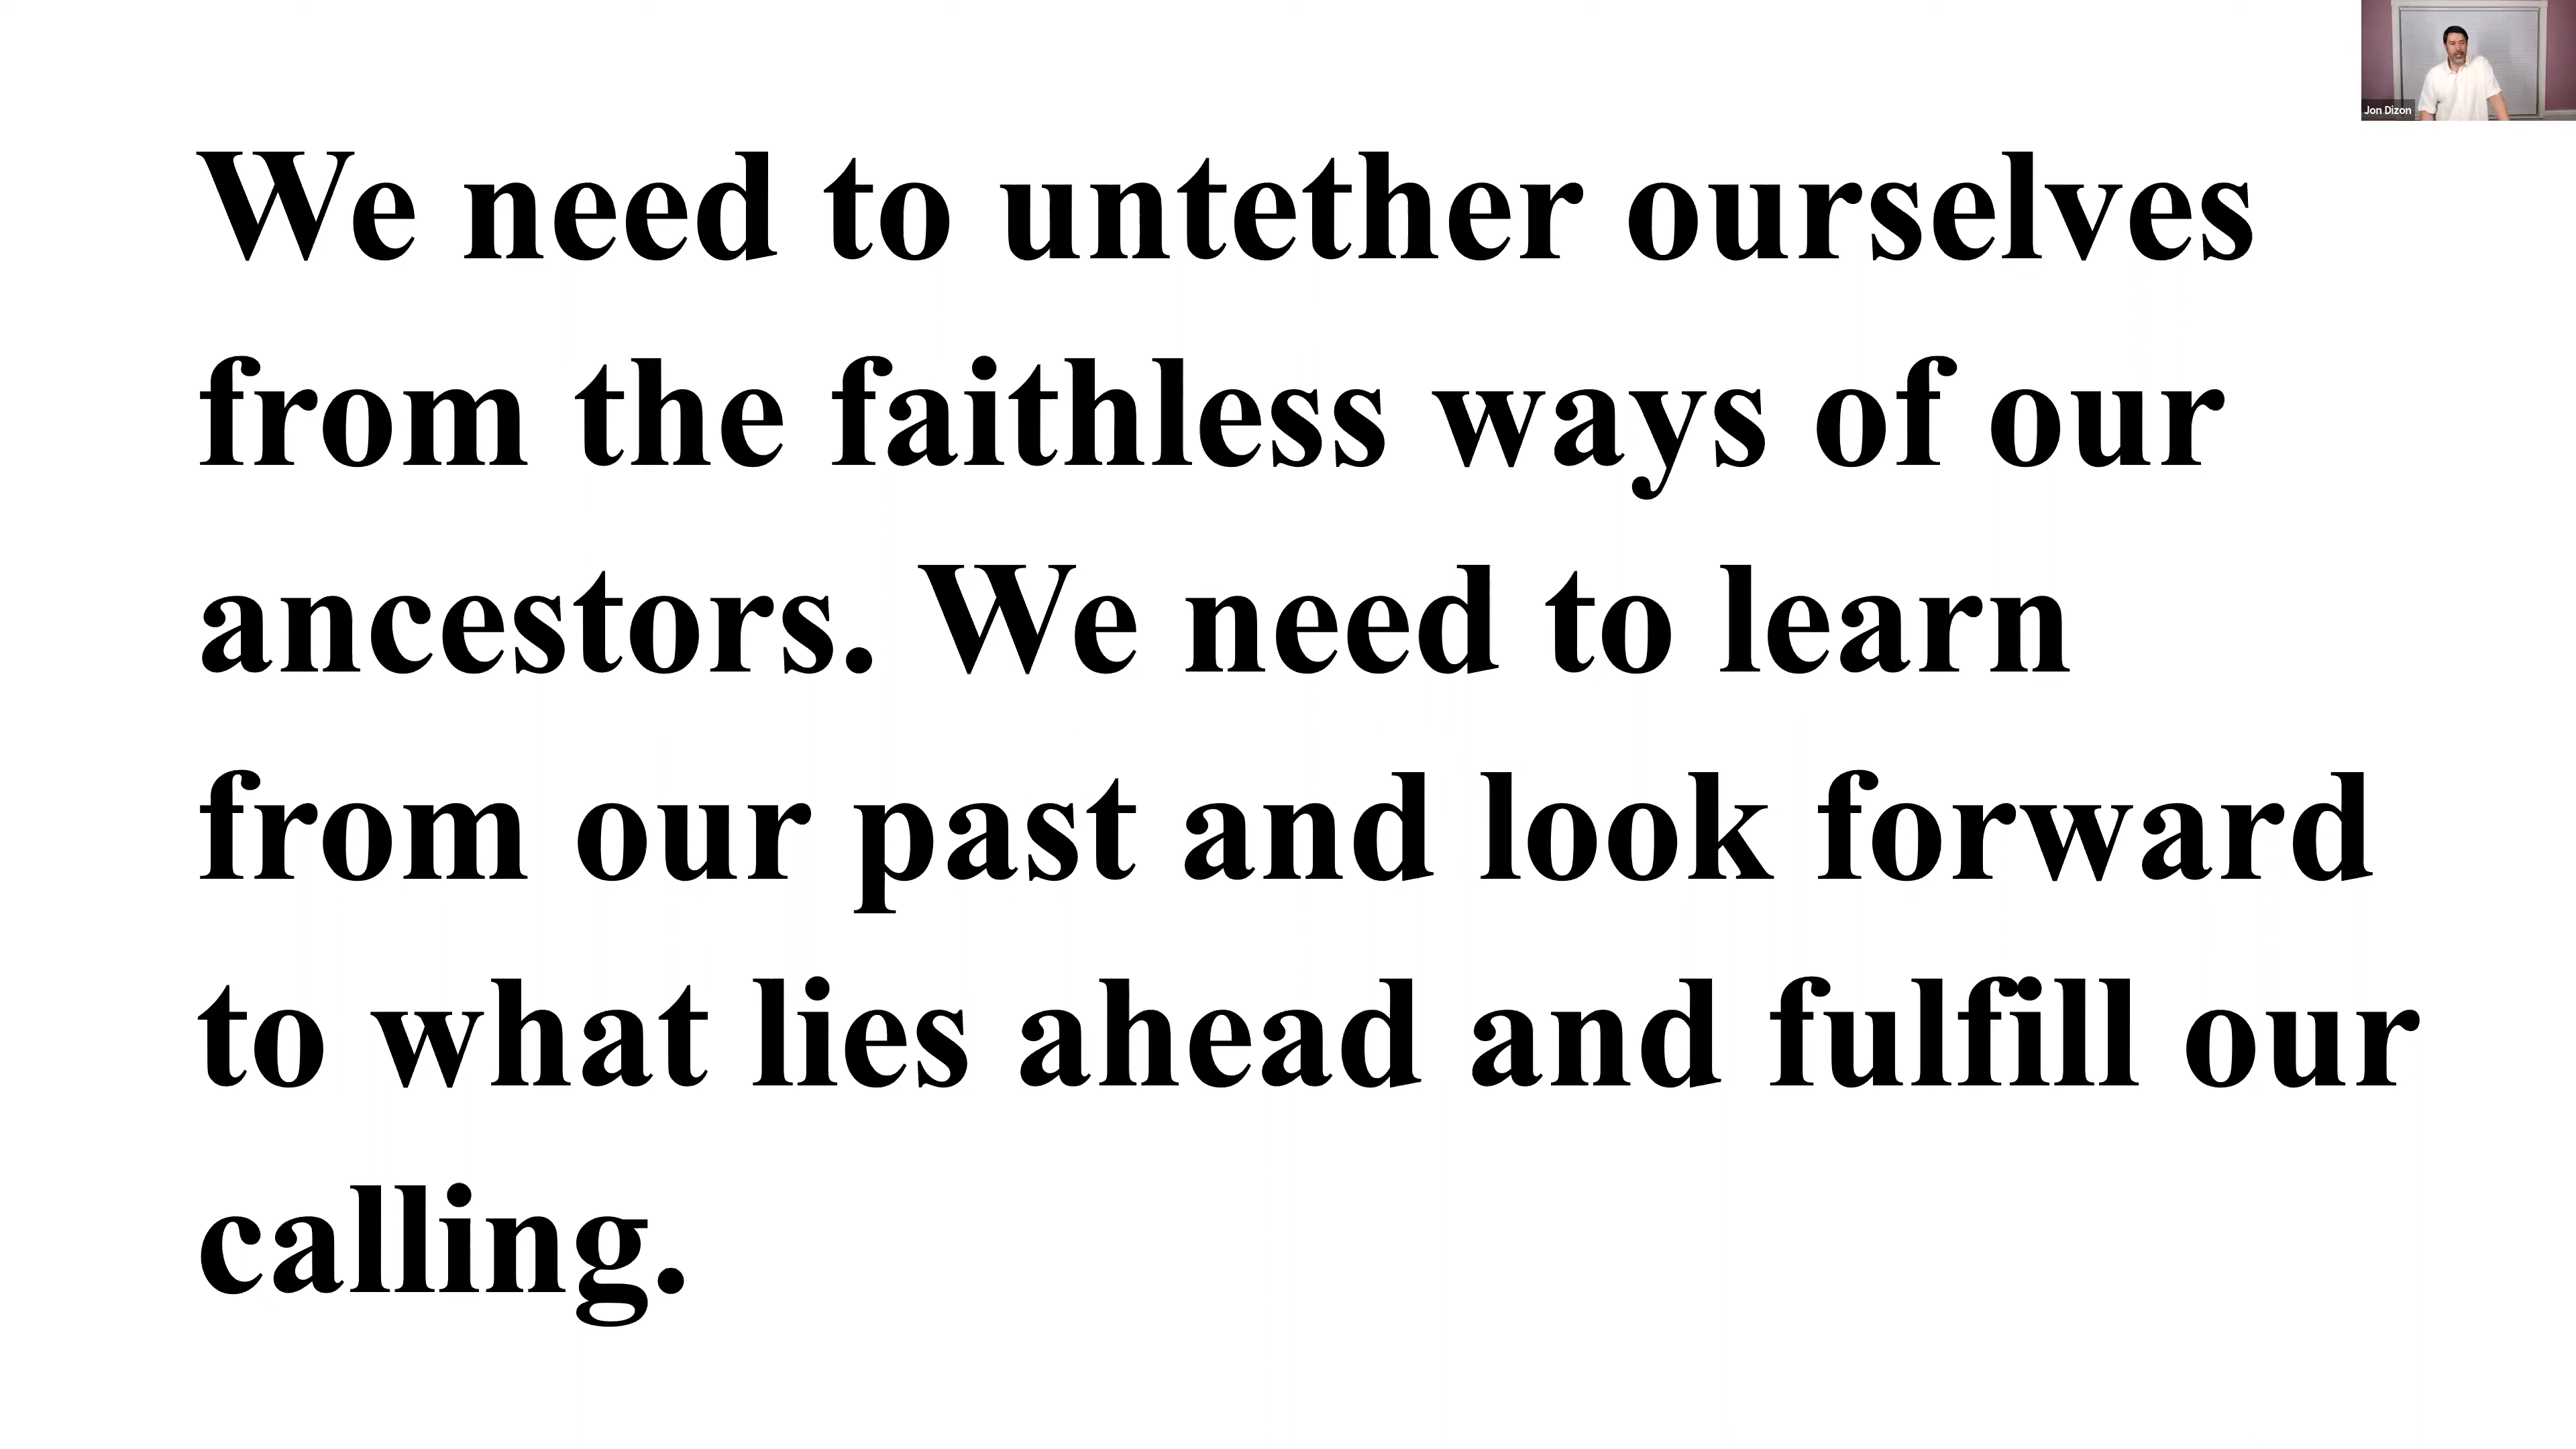 Jon Dizon
We need to untether ourselves
from the faithless ways of our
ancestors. We need to learn
from our past and look forward
to what lies ahead and fulfill our
calling.